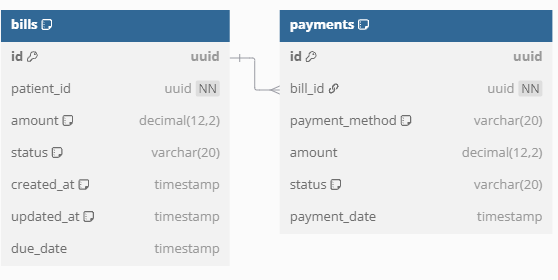 bills
id uuid
patient_id uuid NN
amount decimal(12,2)
status varchar(20)
created_at timestamp
updated_at timestamp
due_date timestamp
payments
id uuid
bill_id uuid NN
payment_method varchar(20)
amount decimal(12,2)
status varchar(20)
payment_date timestamp